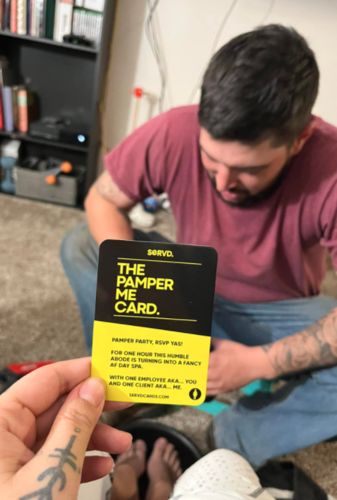 SERVD.
THE
PAMPER
ME
CARD.
PAMPER PARTY, RSVP YAS!
FOR ONE HOUR THIS HUMBLE
ABODE IS TURNING INTO A FANCY
AF DAY SPA.
WITH ONE EMPLOYEE AKA... YOU
AND ONE CLIENT AKA... ME.
SERVDCARDS.COM